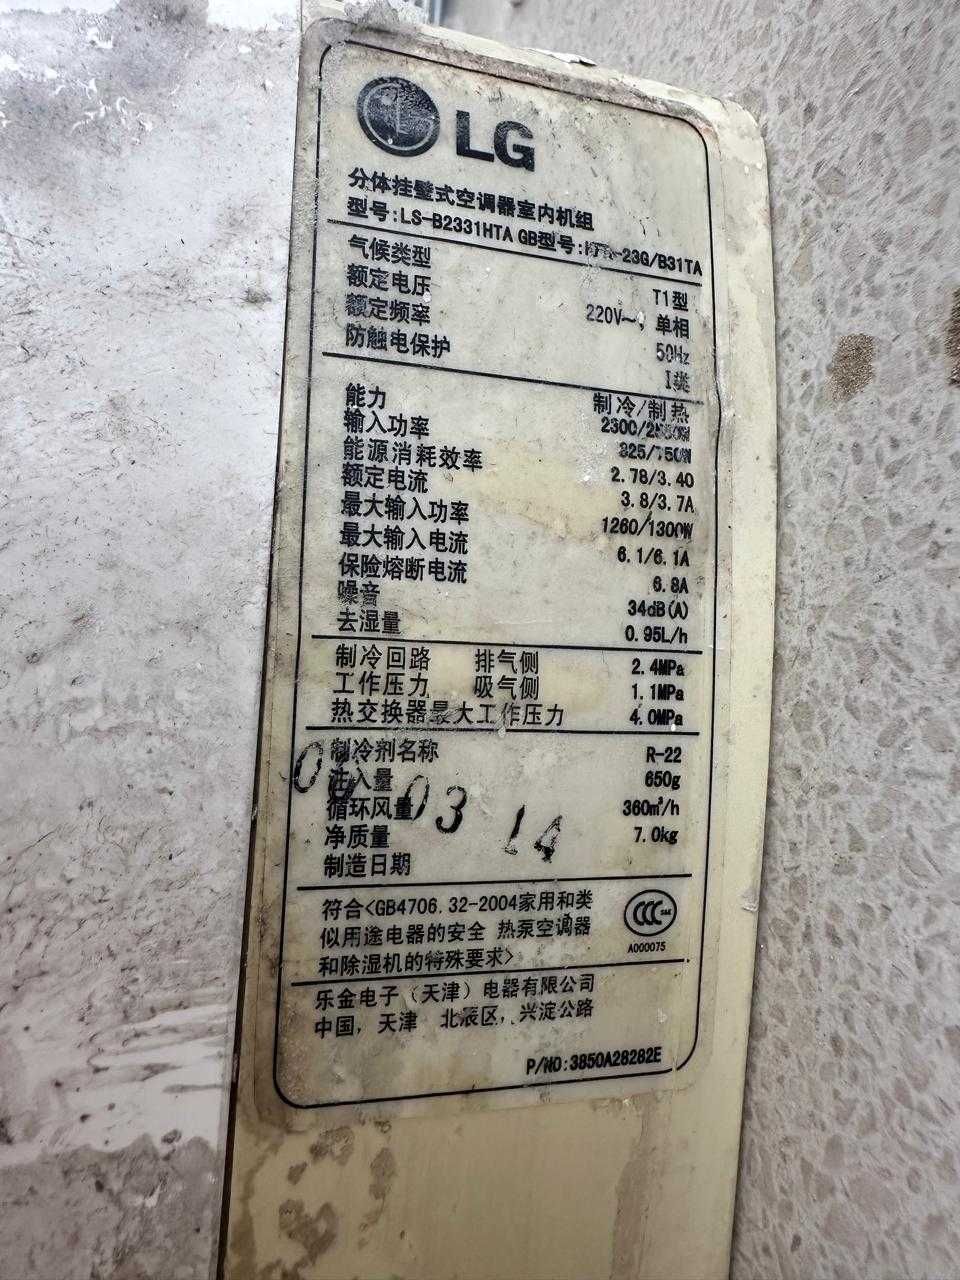 LG
分体挂壁式空调器室内机组
型号:LS-B2331HTA GB型号: -23G/B31TA
气候类型 T1型
额定电压 220V~, 单相
额定频率 50Hz
防触电保护 I类
能力 制冷/制热
2300/
输入功率 825/750W
能源消耗效率 2.78/3.40
额定电流 3.8/3.7A
最大输入功率 1260/1300W
最大输入电流 6.1/6.1A
保险熔断电流 6.8A
噪音 34dB(A)
去湿量 0.95L/h
制冷回路 排气侧 2.4MPa
工作压力 吸气侧 1.1MPa
热交换器最大工作压力 4.0MPa
制冷剂名称 R-22
注入量 650g
循环风量 360m³/h
净质量 7.0kg
制造日期
03 14
符合<GB4706.32-2004家用和类
似用途电器的安全 热泵空调器
和除湿机的特殊要求>
CCC
A000075
乐金电子(天津)电器有限公司
中国, 天津 北辰区, 兴淀公路
P/NO:3850A28282E